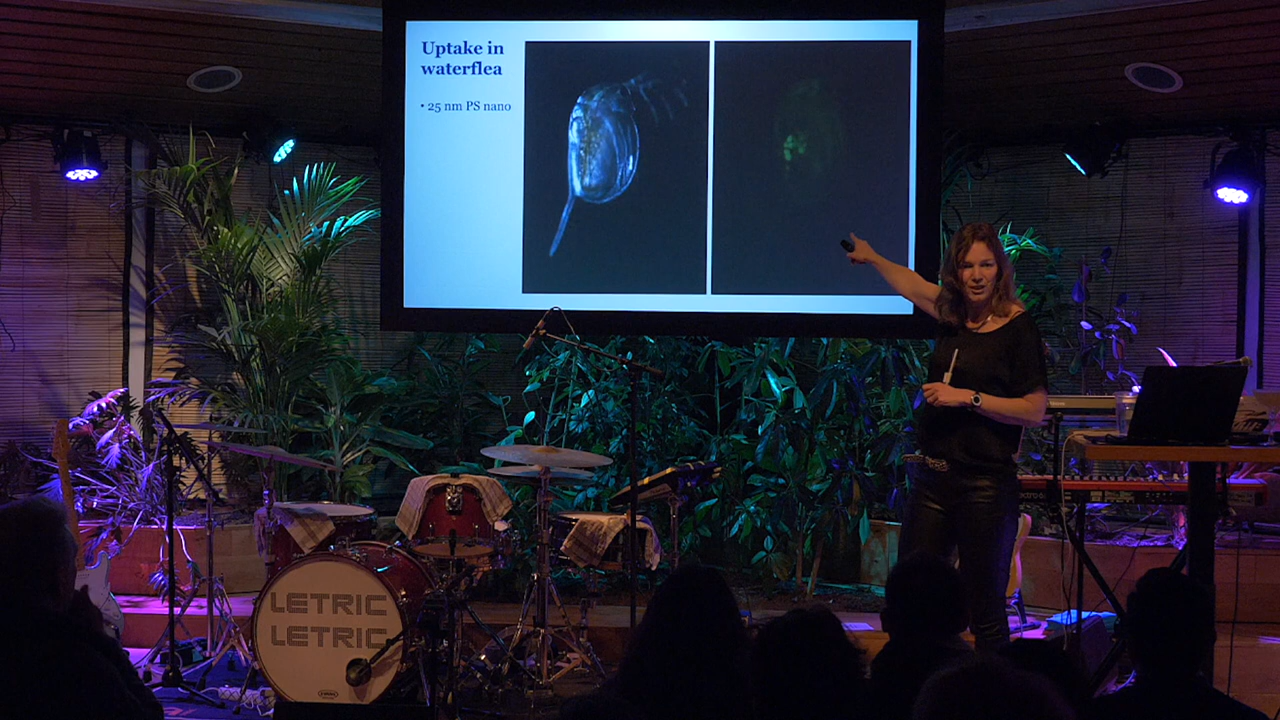 Uptake in
waterflea
• 25 nm PS nano
LETRIC
LETRIC